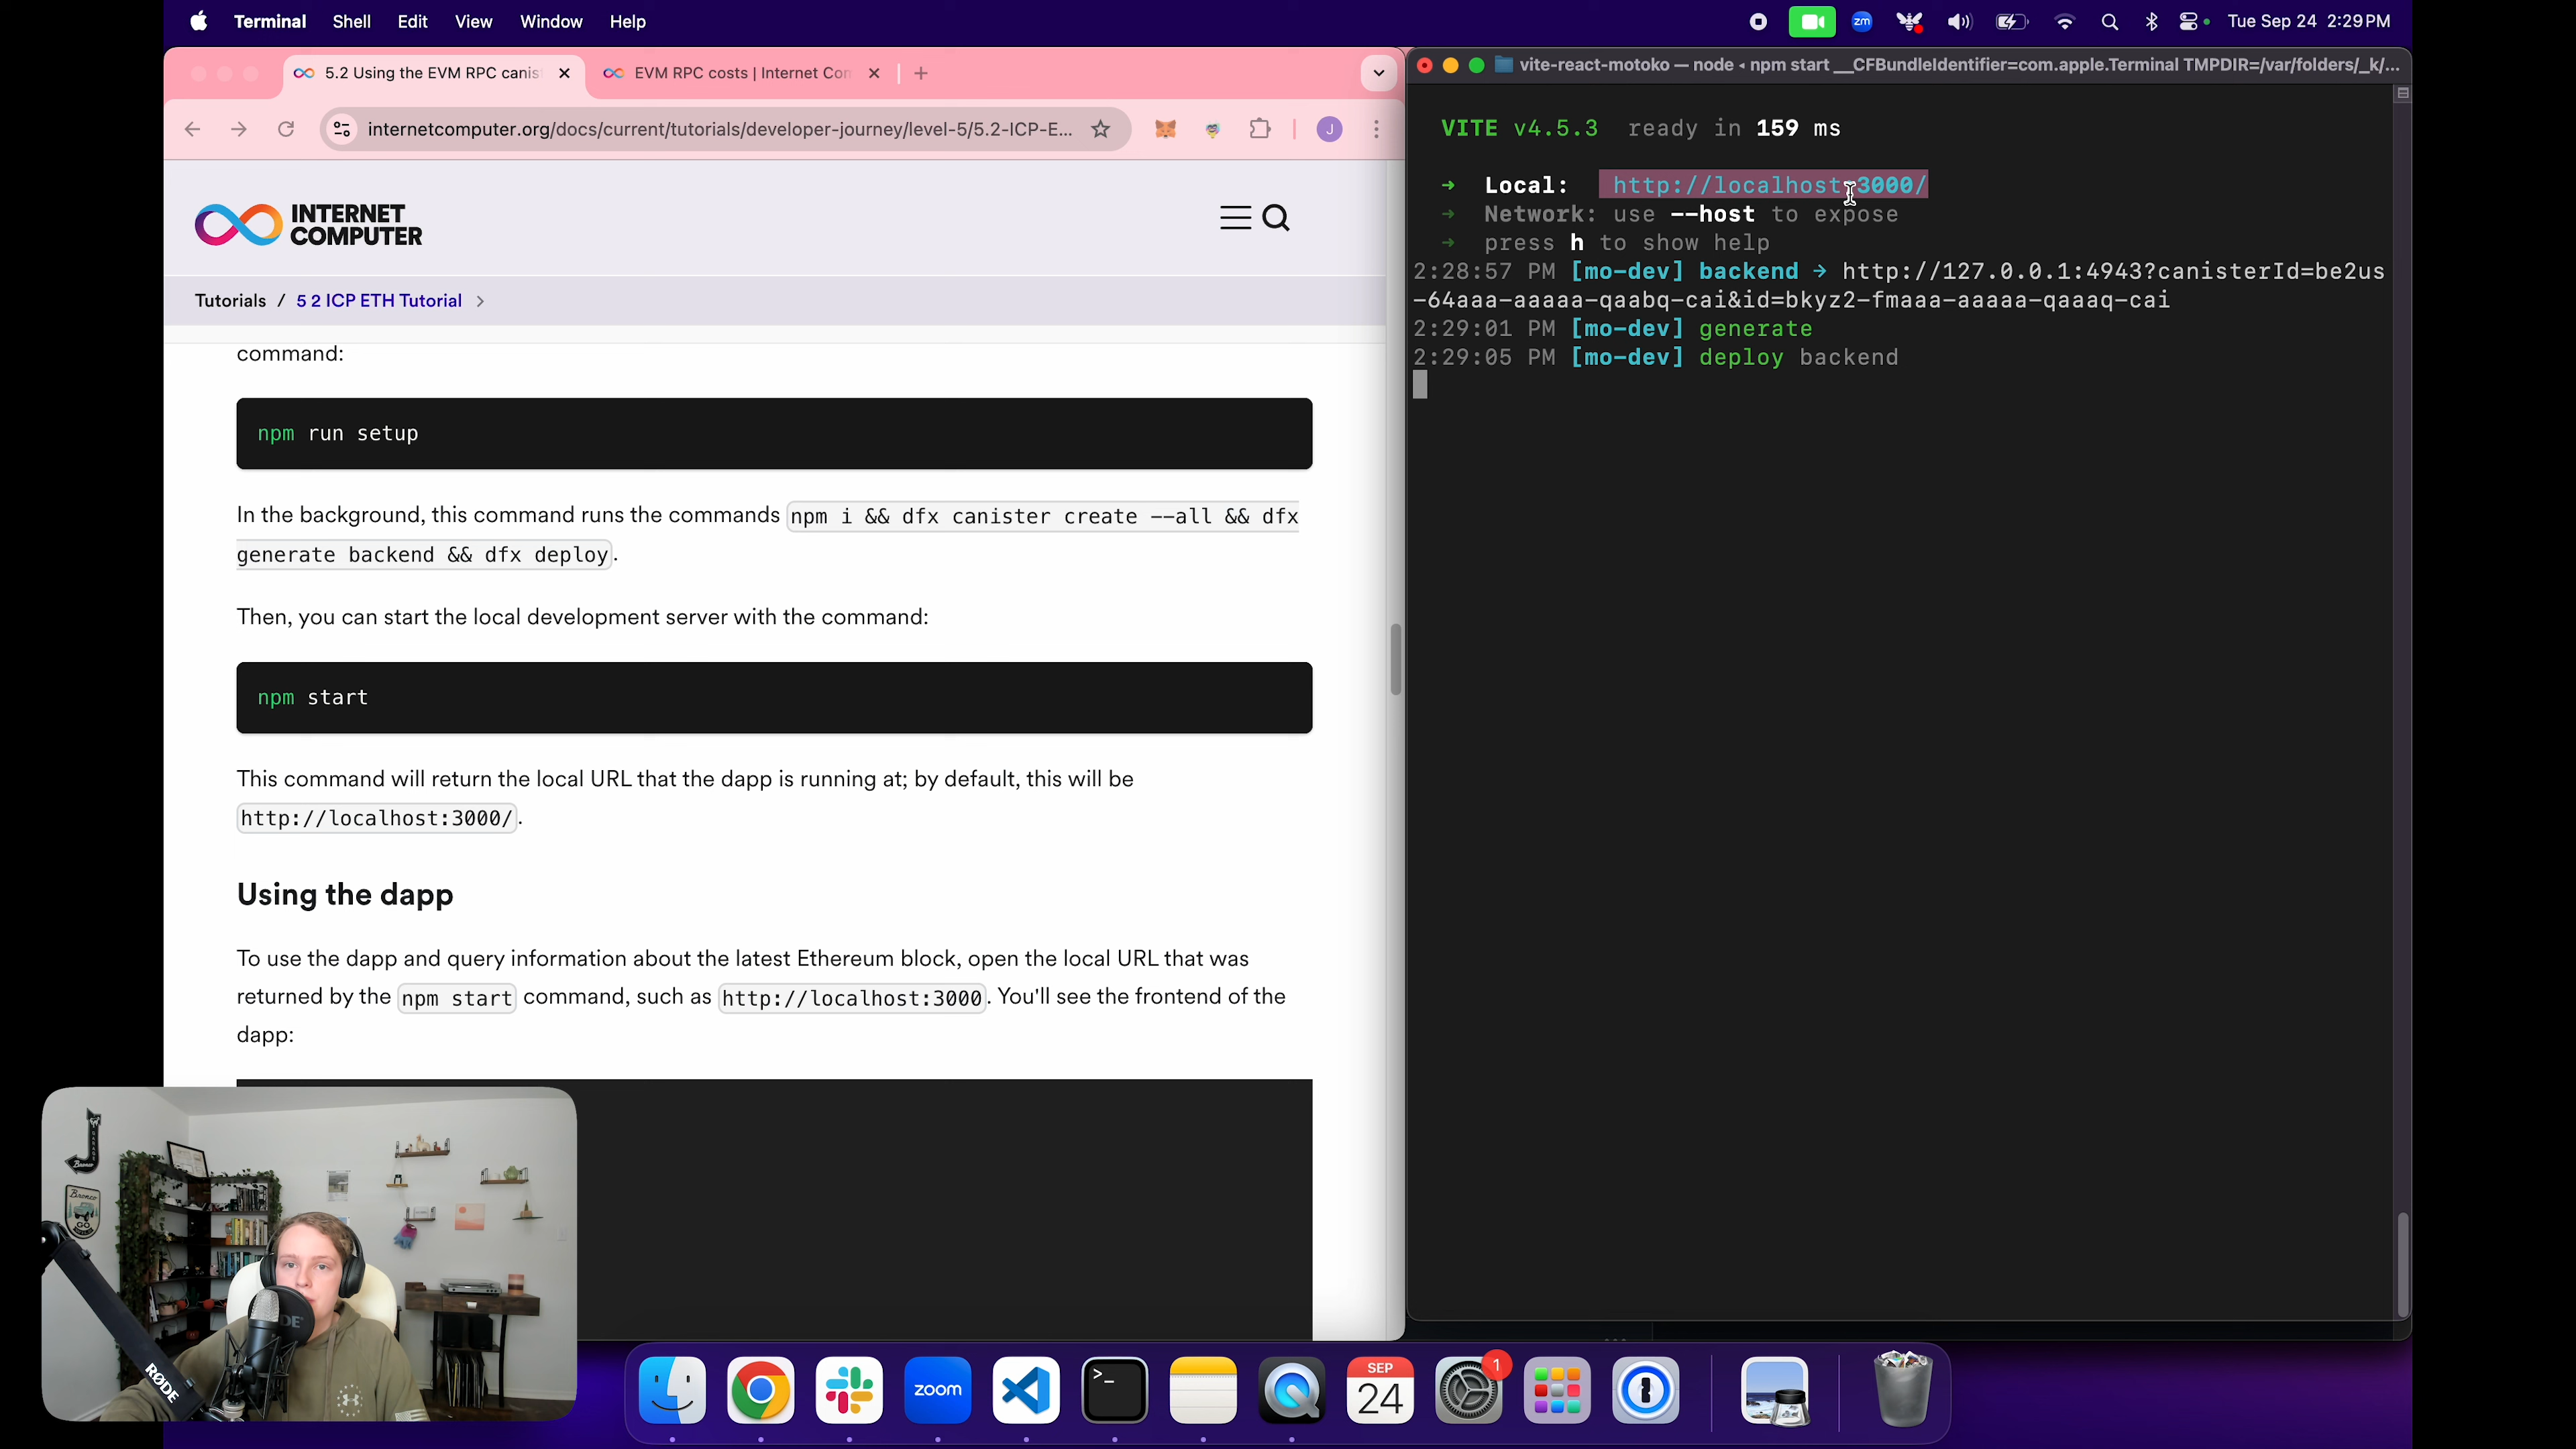 Terminal Shell Edit View Window Help
zm
Tue Sep 24 2:29 PM
5.2 Using the EVM RPC canis
EVM RPC costs | Internet Con
internetcomputer.org/docs/current/tutorials/developer-journey/level-5/5.2-ICP-E...
J
INTERNET
COMPUTER
Tutorials / 5 2 ICP ETH Tutorial >
command:
npm run setup
In the background, this command runs the commands npm i && dfx canister create --all && dfx
generate backend && dfx deploy.
Then, you can start the local development server with the command:
npm start
This command will return the local URL that the dapp is running at; by default, this will be
http://localhost:3000/.
Using the dapp
To use the dapp and query information about the latest Ethereum block, open the local URL that was
returned by the npm start command, such as http://localhost:3000. You'll see the frontend of the
dapp:
vite-react-motoko — node ◂ npm start __CFBundleIdentifier=com.apple.Terminal TMPDIR=/var/folders/_k/...
VITE v4.5.3 ready in 159 ms
➜ Local: http://localhost:3000/
➜ Network: use --host to expose
➜ press h to show help
2:28:57 PM [mo-dev] backend → http://127.0.0.1:4943?canisterId=be2us
-64aaa-aaaaa-qaabq-cai&id=bkyz2-fmaaa-aaaaa-qaaaq-cai
2:29:01 PM [mo-dev] generate
2:29:05 PM [mo-dev] deploy backend
Bronco
Bronco
GO
RØDE
zoom
>_
SEP
24
1